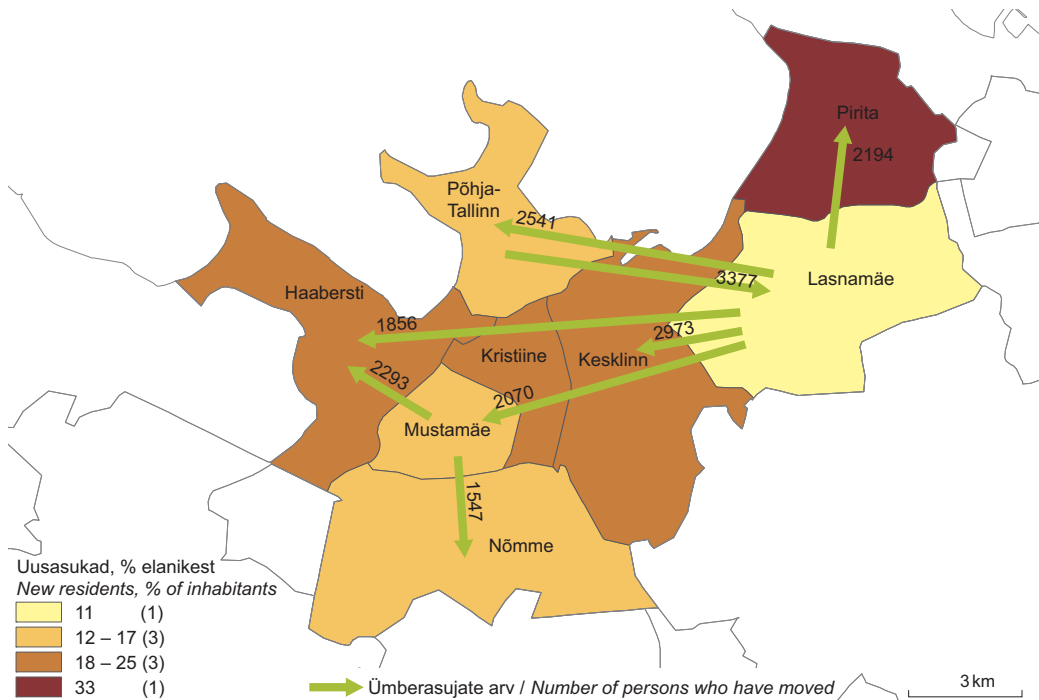 Pirita
2194
Põhja-
Tallinn
2541
3377
Lasnamäe
Haabersti
1856
2973
Kristiine
Kesklinn
2293
2070
Mustamäe
1547
Nõmme
Uusasukad, % elanikest
New residents, % of inhabitants
11 (1)
12 – 17 (3)
18 – 25 (3)
33 (1)
Ümberasujate arv / Number of persons who have moved
3 km